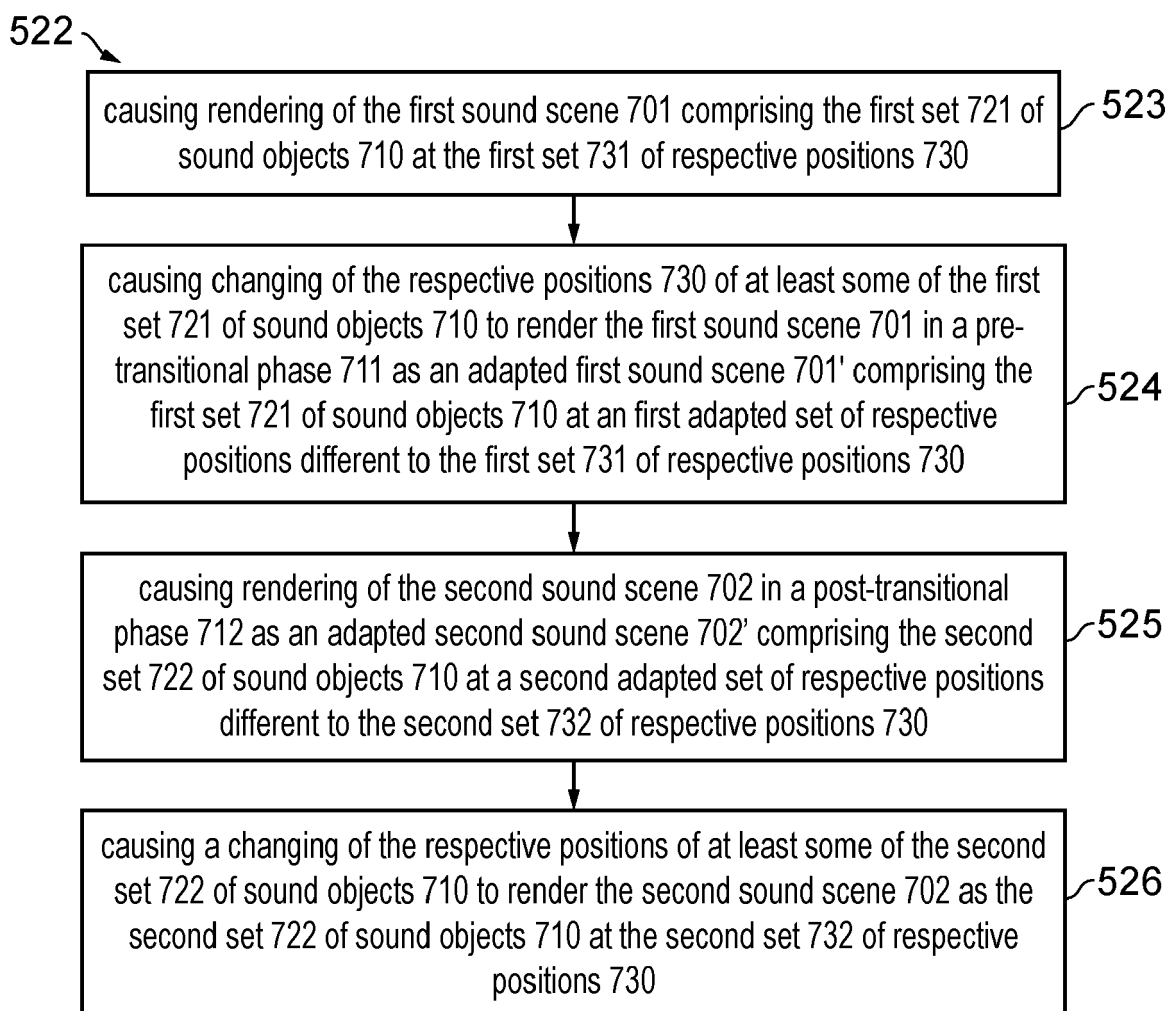 522
causing rendering of the first sound scene 701 comprising the first set 721 of
sound objects 710 at the first set 731 of respective positions 730
523
causing changing of the respective positions 730 of at least some of the first
set 721 of sound objects 710 to render the first sound scene 701 in a pre-
transitional phase 711 as an adapted first sound scene 701' comprising the
first set 721 of sound objects 710 at an first adapted set of respective
positions different to the first set 731 of respective positions 730
524
causing rendering of the second sound scene 702 in a post-transitional
phase 712 as an adapted second sound scene 702’ comprising the second
set 722 of sound objects 710 at a second adapted set of respective positions
different to the second set 732 of respective positions 730
525
causing a changing of the respective positions of at least some of the second
set 722 of sound objects 710 to render the second sound scene 702 as the
second set 722 of sound objects 710 at the second set 732 of respective
positions 730
526